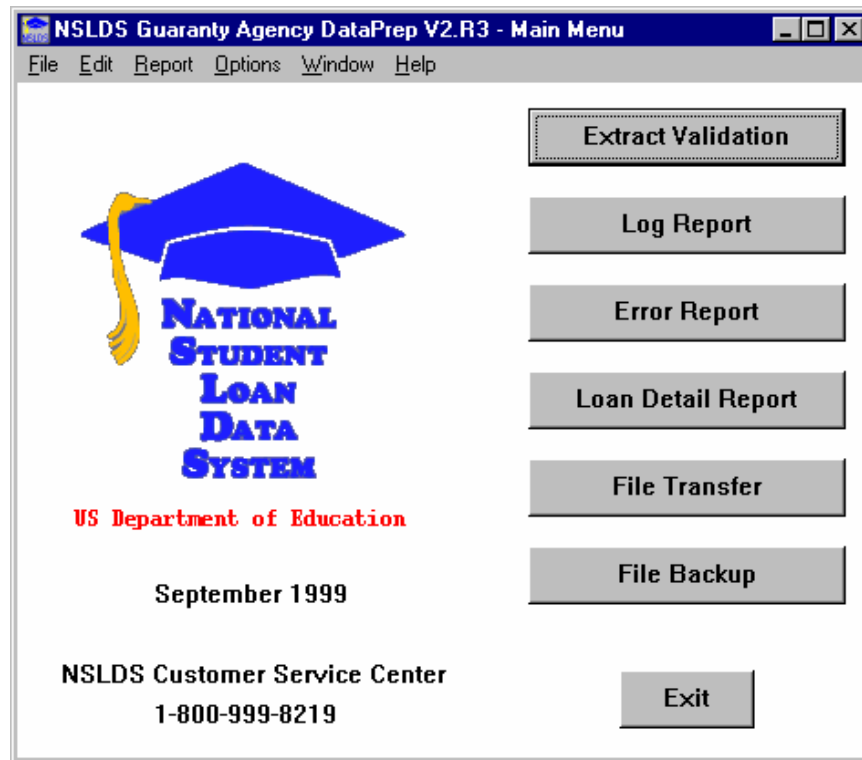 NSLDS Guaranty Agency DataPrep V2.R3 - Main Menu
File Edit Report Options Window Help
Extract Validation
Log Report
Error Report
Loan Detail Report
File Transfer
File Backup
Exit
NATIONAL
STUDENT
LOAN
DATA
SYSTEM
US Department of Education
September 1999
NSLDS Customer Service Center
1-800-999-8219